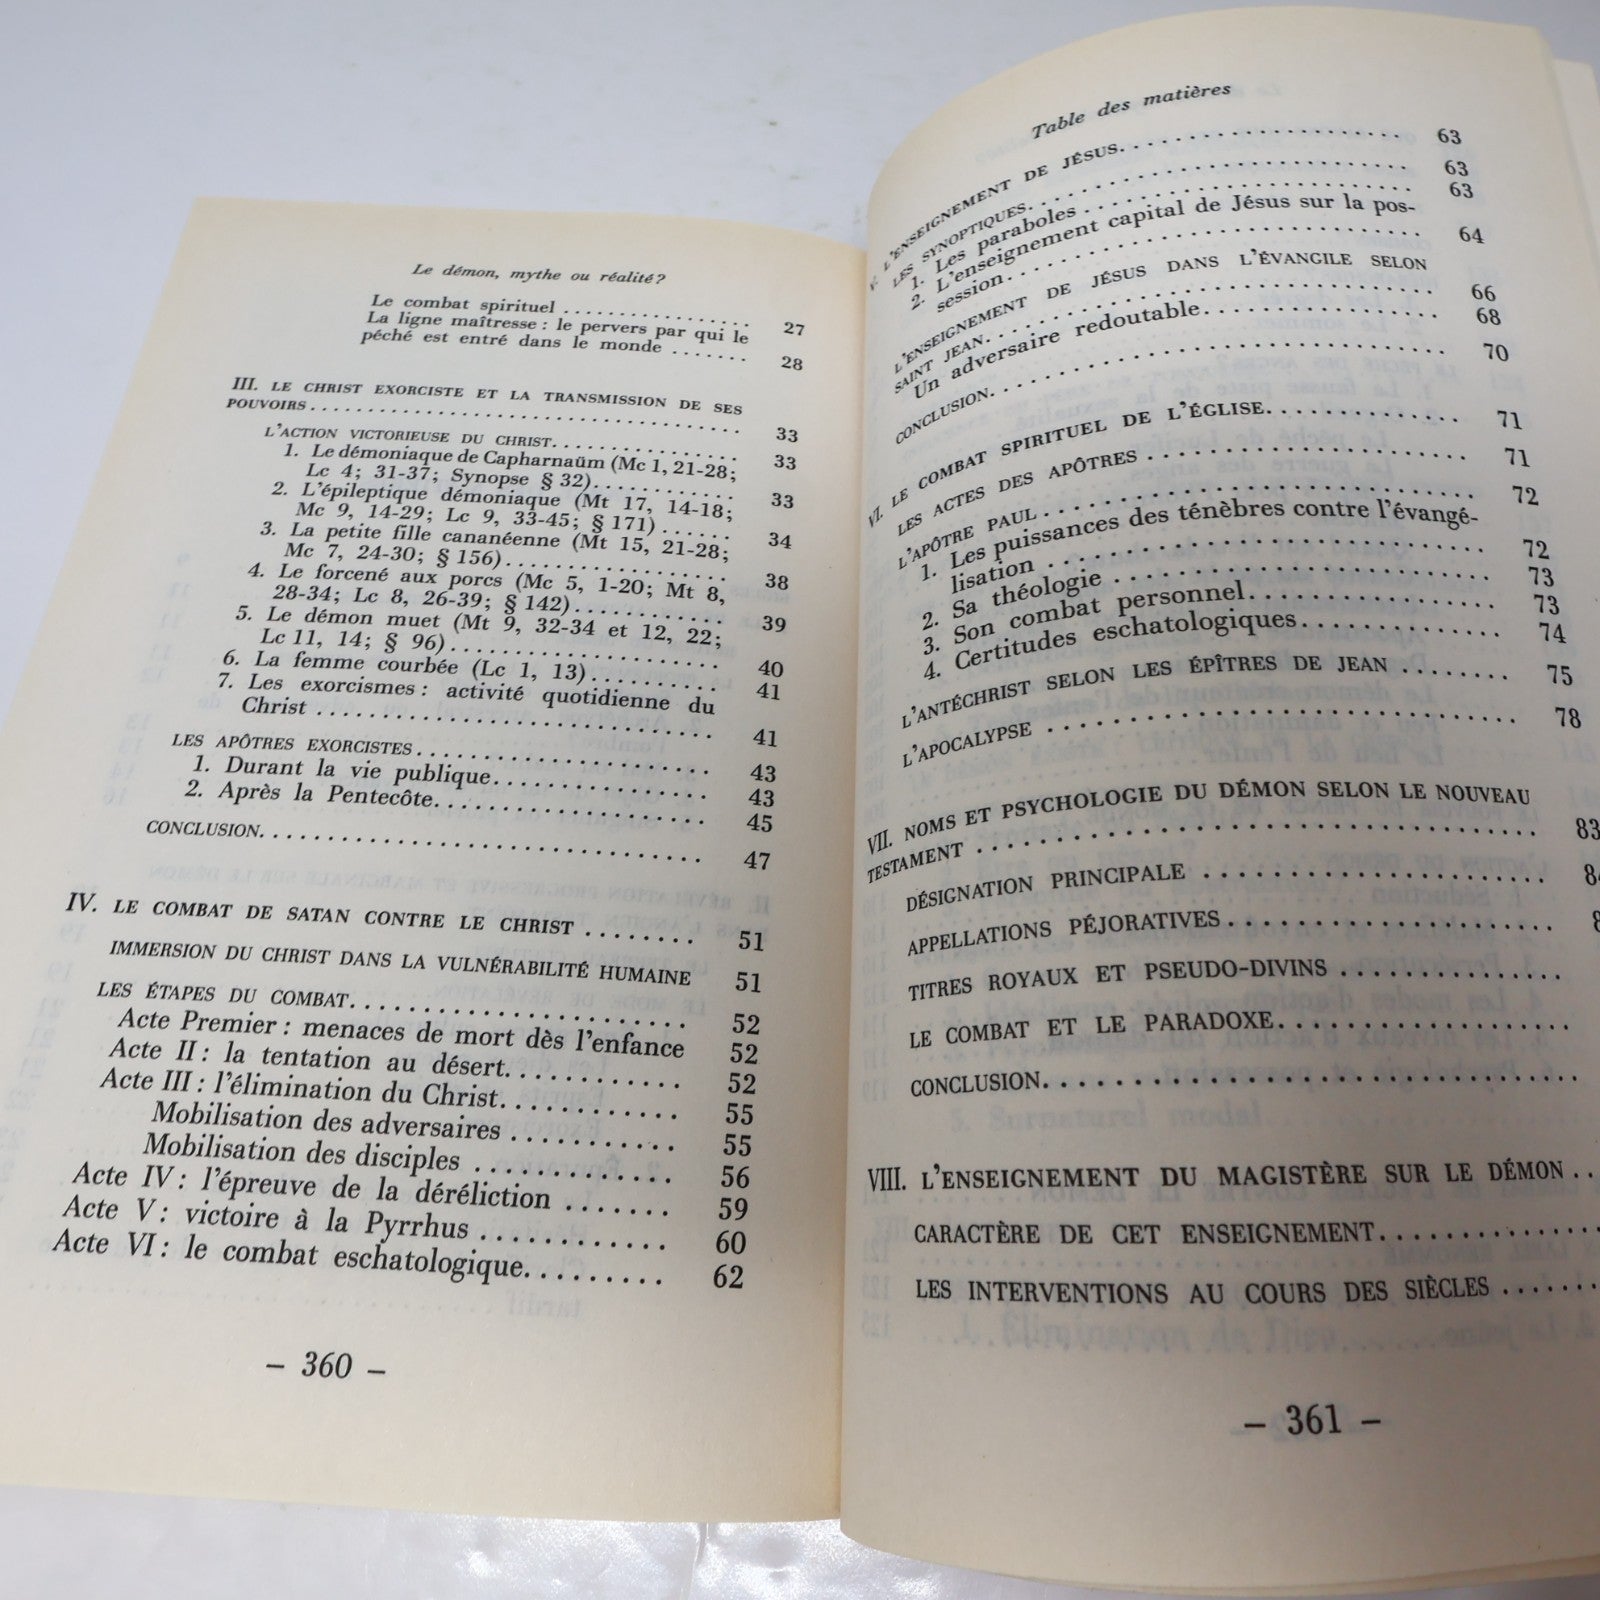 Le démon, mythe ou réalité?
Le combat spirituel ................. 27
La ligne maîtresse : le pervers par qui le
péché est entré dans le monde ....... 28
III. LE CHRIST EXORCISTE ET LA TRANSMISSION DE SES
POUVOIRS................................. 33
L'ACTION VICTORIEUSE DU CHRIST............. 33
1. Le démoniaque de Capharnaüm (Mc 1, 21-28;
Lc 4; 31-37; Synopse § 32)............. 33
2. L'épileptique démoniaque (Mt 17, 14-18;
Mc 9, 14-29; Lc 9, 33-45; § 171) ...... 34
3. La petite fille cananéenne (Mt 15, 21-28;
Mc 7, 24-30; § 156).................... 38
4. Le forcené aux porcs (Mc 5, 1-20; Mt 8,
28-34; Lc 8, 26-39; § 142)............. 39
5. Le démon muet (Mt 9, 32-34 et 12, 22;
Lc 11, 14; § 96)....................... 40
6. La femme courbée (Lc 1, 13)........... 41
7. Les exorcismes : activité quotidienne du
Christ ................................ 41
LES APÔTRES EXORCISTES..................... 43
1. Durant la vie publique................ 43
2. Après la Pentecôte.................... 45
CONCLUSION................................. 47
IV. LE COMBAT DE SATAN CONTRE LE CHRIST ........ 51
IMMERSION DU CHRIST DANS LA VULNÉRABILITÉ HUMAINE 51
LES ÉTAPES DU COMBAT....................... 52
Acte Premier : menaces de mort dès l'enfance 52
Acte II : la tentation au désert............ 52
Acte III : l'élimination du Christ.......... 55
Mobilisation des adversaires ........... 55
Mobilisation des disciples ............. 56
Acte IV : l'épreuve de la déréliction ....... 59
Acte V : victoire à la Pyrrhus ............. 60
Acte VI : le combat eschatologique.......... 62
– 360 –
Table des matières
V. L'ENSEIGNEMENT DE JÉSUS..................... 63
LES SYNOPTIQUES............................ 63
1. Les paraboles ........................ 63
2. L'enseignement capital de Jésus sur la pos-
session................................ 64
L'ENSEIGNEMENT DE JÉSUS DANS L'ÉVANGILE SELON
SAINT JEAN................................. 66
Un adversaire redoutable................. 68
CONCLUSION................................. 70
VI. LE COMBAT SPIRITUEL DE L'ÉGLISE............ 71
LES ACTES DES APÔTRES ..................... 71
L'APÔTRE PAUL ............................. 72
1. Les puissances des ténèbres contre l'évangé-
lisation .............................. 72
2. Sa théologie ......................... 73
3. Son combat personnel.................. 73
4. Certitudes eschatologiques............ 74
L'ANTÉCHRIST SELON LES ÉPÎTRES DE JEAN ........ 75
L'APOCALYPSE .............................. 78
VII. NOMS ET PSYCHOLOGIE DU DÉMON SELON LE NOUVEAU
TESTAMENT ................................ 83
DÉSIGNATION PRINCIPALE ....................
APPELLATIONS PÉJORATIVES...................
TITRES ROYAUX ET PSEUDO-DIVINS .............
LE COMBAT ET LE PARADOXE...................
CONCLUSION.................................
VIII. L'ENSEIGNEMENT DU MAGISTÈRE SUR LE DÉMON ..
CARACTÈRE DE CET ENSEIGNEMENT..............
LES INTERVENTIONS AU COURS DES SIÈCLES .......
– 361 –